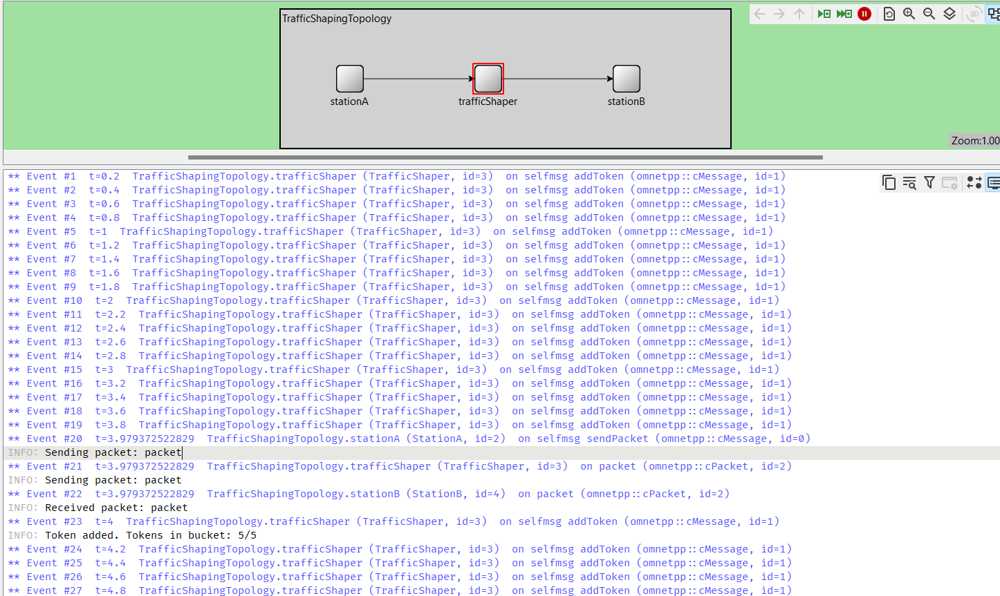 TrafficShapingTopology
3D
stationA
trafficShaper
stationB
Zoom:1.00
** Event #1  t=0.2  TrafficShapingTopology.trafficShaper (TrafficShaper, id=3)  on selfmsg addToken (omnetpp::cMessage, id=1)
** Event #2  t=0.4  TrafficShapingTopology.trafficShaper (TrafficShaper, id=3)  on selfmsg addToken (omnetpp::cMessage, id=1)
** Event #3  t=0.6  TrafficShapingTopology.trafficShaper (TrafficShaper, id=3)  on selfmsg addToken (omnetpp::cMessage, id=1)
** Event #4  t=0.8  TrafficShapingTopology.trafficShaper (TrafficShaper, id=3)  on selfmsg addToken (omnetpp::cMessage, id=1)
** Event #5  t=1  TrafficShapingTopology.trafficShaper (TrafficShaper, id=3)  on selfmsg addToken (omnetpp::cMessage, id=1)
** Event #6  t=1.2  TrafficShapingTopology.trafficShaper (TrafficShaper, id=3)  on selfmsg addToken (omnetpp::cMessage, id=1)
** Event #7  t=1.4  TrafficShapingTopology.trafficShaper (TrafficShaper, id=3)  on selfmsg addToken (omnetpp::cMessage, id=1)
** Event #8  t=1.6  TrafficShapingTopology.trafficShaper (TrafficShaper, id=3)  on selfmsg addToken (omnetpp::cMessage, id=1)
** Event #9  t=1.8  TrafficShapingTopology.trafficShaper (TrafficShaper, id=3)  on selfmsg addToken (omnetpp::cMessage, id=1)
** Event #10  t=2  TrafficShapingTopology.trafficShaper (TrafficShaper, id=3)  on selfmsg addToken (omnetpp::cMessage, id=1)
** Event #11  t=2.2  TrafficShapingTopology.trafficShaper (TrafficShaper, id=3)  on selfmsg addToken (omnetpp::cMessage, id=1)
** Event #12  t=2.4  TrafficShapingTopology.trafficShaper (TrafficShaper, id=3)  on selfmsg addToken (omnetpp::cMessage, id=1)
** Event #13  t=2.6  TrafficShapingTopology.trafficShaper (TrafficShaper, id=3)  on selfmsg addToken (omnetpp::cMessage, id=1)
** Event #14  t=2.8  TrafficShapingTopology.trafficShaper (TrafficShaper, id=3)  on selfmsg addToken (omnetpp::cMessage, id=1)
** Event #15  t=3  TrafficShapingTopology.trafficShaper (TrafficShaper, id=3)  on selfmsg addToken (omnetpp::cMessage, id=1)
** Event #16  t=3.2  TrafficShapingTopology.trafficShaper (TrafficShaper, id=3)  on selfmsg addToken (omnetpp::cMessage, id=1)
** Event #17  t=3.4  TrafficShapingTopology.trafficShaper (TrafficShaper, id=3)  on selfmsg addToken (omnetpp::cMessage, id=1)
** Event #18  t=3.6  TrafficShapingTopology.trafficShaper (TrafficShaper, id=3)  on selfmsg addToken (omnetpp::cMessage, id=1)
** Event #19  t=3.8  TrafficShapingTopology.trafficShaper (TrafficShaper, id=3)  on selfmsg addToken (omnetpp::cMessage, id=1)
** Event #20  t=3.979372522829  TrafficShapingTopology.stationA (StationA, id=2)  on selfmsg sendPacket (omnetpp::cMessage, id=0)
INFO: Sending packet: packet
** Event #21  t=3.979372522829  TrafficShapingTopology.trafficShaper (TrafficShaper, id=3)  on packet (omnetpp::cPacket, id=2)
INFO: Sending packet: packet
** Event #22  t=3.979372522829  TrafficShapingTopology.stationB (StationB, id=4)  on packet (omnetpp::cPacket, id=2)
INFO: Received packet: packet
** Event #23  t=4  TrafficShapingTopology.trafficShaper (TrafficShaper, id=3)  on selfmsg addToken (omnetpp::cMessage, id=1)
INFO: Token added. Tokens in bucket: 5/5
** Event #24  t=4.2  TrafficShapingTopology.trafficShaper (TrafficShaper, id=3)  on selfmsg addToken (omnetpp::cMessage, id=1)
** Event #25  t=4.4  TrafficShapingTopology.trafficShaper (TrafficShaper, id=3)  on selfmsg addToken (omnetpp::cMessage, id=1)
** Event #26  t=4.6  TrafficShapingTopology.trafficShaper (TrafficShaper, id=3)  on selfmsg addToken (omnetpp::cMessage, id=1)
** Event #27  t=4.8  TrafficShapingTopology.trafficShaper (TrafficShaper, id=3)  on selfmsg addToken (omnetpp::cMessage, id=1)